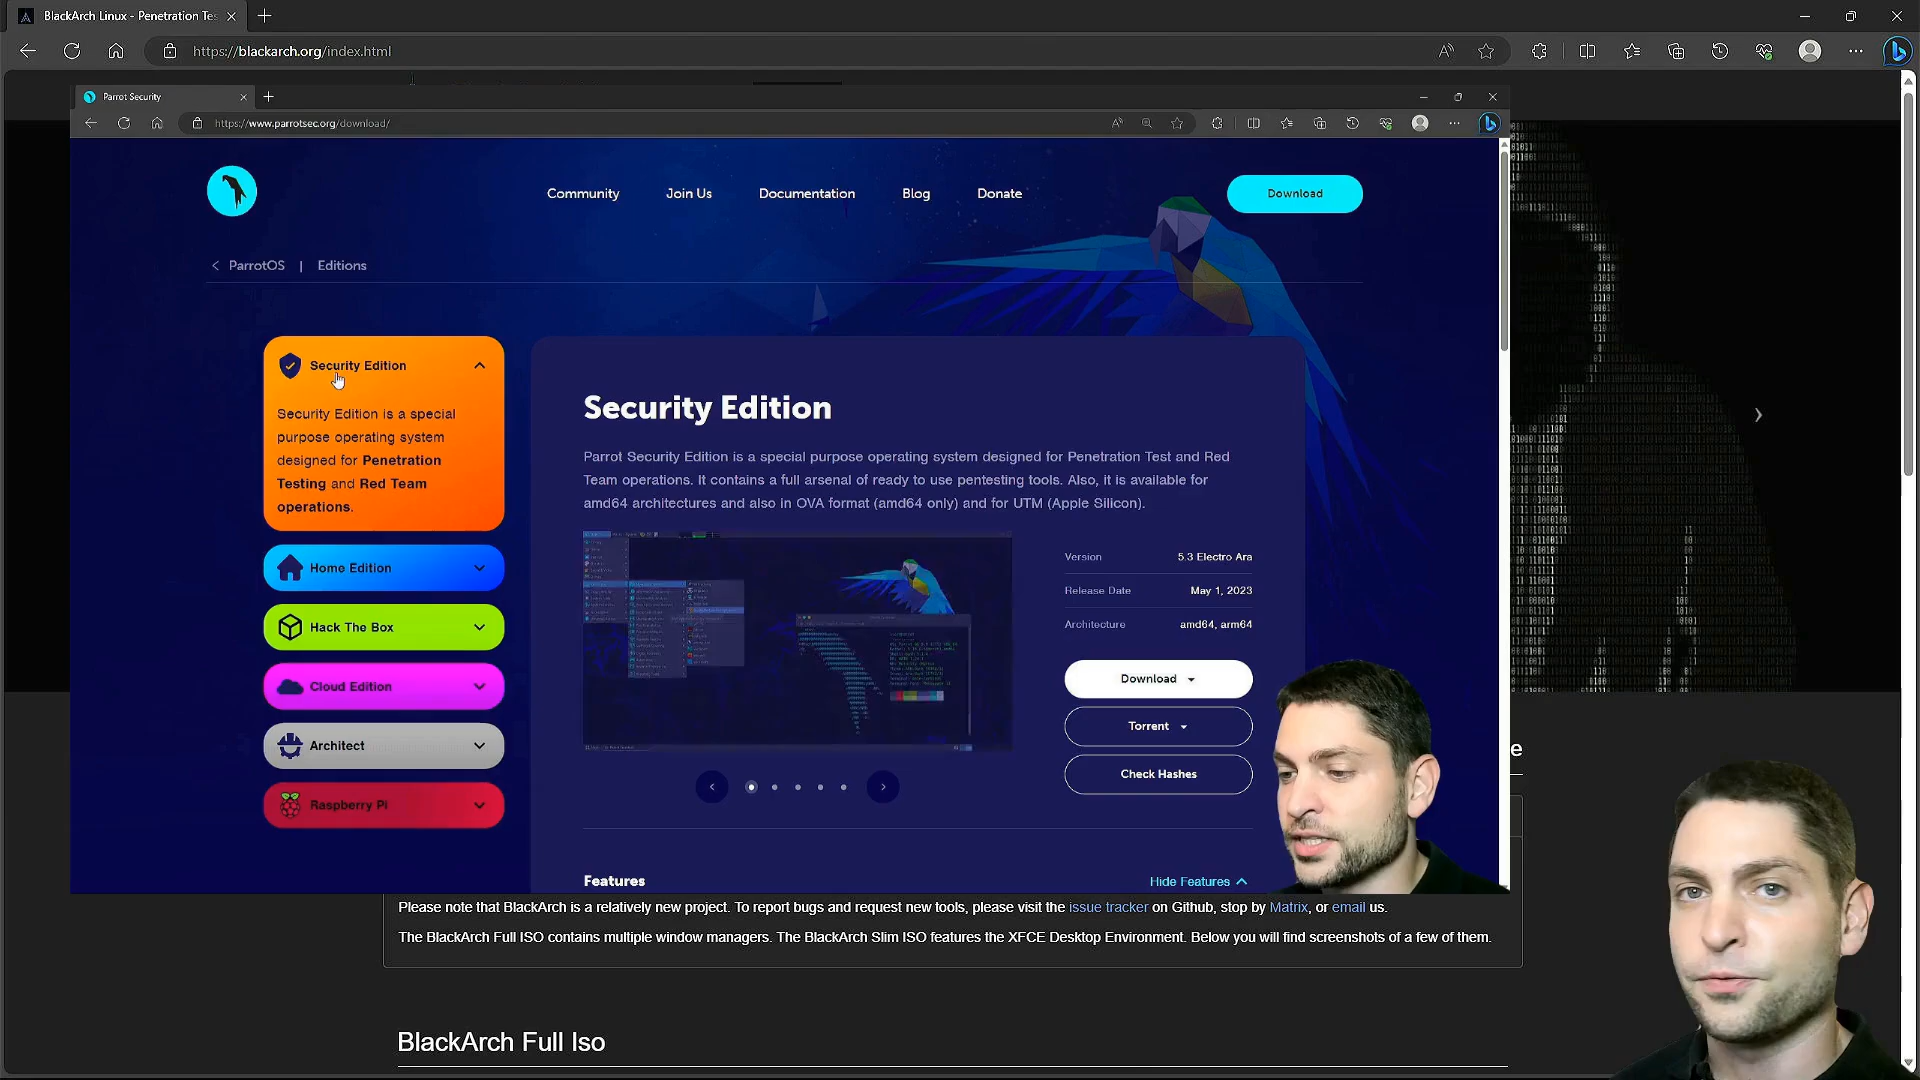 BlackArch Linux - Penetration Tes
https://blackarch.org/index.html
Parrot Security
https://www.parrotsec.org/download/
Community
Join Us
Documentation
Blog
Donate
Download
ParrotOS | Editions
Security Edition
Security Edition is a special
purpose operating system
designed for Penetration
Testing and Red Team
operations.
Home Edition
Hack The Box
Cloud Edition
Architect
Raspberry Pi
Security Edition
Parrot Security Edition is a special purpose operating system designed for Penetration Test and Red
Team operations. It contains a full arsenal of ready to use pentesting tools. Also, it is available for
amd64 architectures and also in OVA format (amd64 only) and for UTM (Apple Silicon).
Version 5.3 Electro Ara
Release Date May 1, 2023
Architecture amd64, arm64
Download
Torrent
Check Hashes
Features
Hide Features
Please note that BlackArch is a relatively new project. To report bugs and request new tools, please visit the issue tracker on Github, stop by Matrix, or email us.
The BlackArch Full ISO contains multiple window managers. The BlackArch Slim ISO features the XFCE Desktop Environment. Below you will find screenshots of a few of them.
BlackArch Full Iso